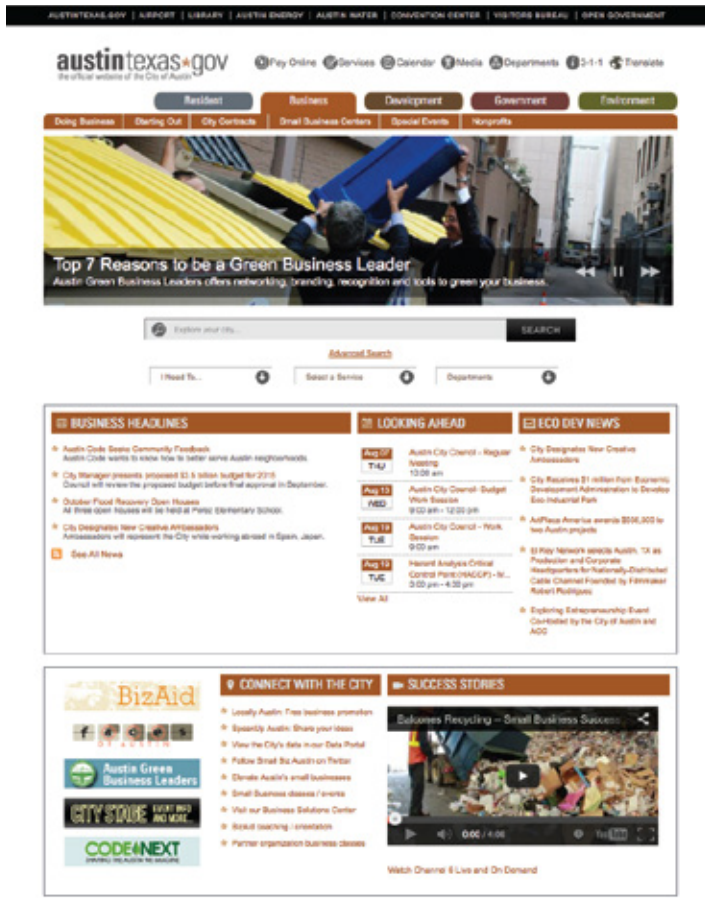 AUSTINTEXAS.GOV | AIRPORT | LIBRARY | AUSTIN ENERGY | AUSTIN WATER | CONVENTION CENTER | VISITORS BUREAU | OPEN GOVERNMENT
austintexas*gov
the official website of the City of Austin
Pay Online Services Calendar Media Departments 3-1-1 Translate
Resident Business Development Government Environment
Doing Business | Starting Out | City Contracts | Small Business Centers | Special Events | Nonprofits
Top 7 Reasons to be a Green Business Leader
Austin Green Business Leaders offers networking, branding, recognition and tools to green your business.
Explore your city...
SEARCH
Advanced Search
I Need To...
Select a Service
Departments
BUSINESS HEADLINES
Austin Code Seeks Community Feedback
Austin Code wants to know how to better serve Austin neighborhoods.
City Manager presents proposed $3.5 billion budget for 2015
Council will review the proposed budget before final approval in September.
October Flood Recovery Open Houses
All three open houses will be held at Perez Elementary School.
City Designates New Creative Ambassadors
Ambassadors will represent the City while working abroad in Spain, Japan.
See All News
LOOKING AHEAD
Aug 07
THU
Austin City Council - Regular
Meeting
10:00 am
Aug 13
WED
Austin City Council- Budget
Work Session
9:00 am - 12:00 pm
Aug 19
TUE
Austin City Council - Work
Session
9:00 am
Aug 19
TUE
Hazard Analysis Critical
Control Point (HACCP) - IV...
3:00 pm - 4:30 pm
View All
ECO DEV NEWS
City Designates New Creative
Ambassadors
City Receives $1 million from Economic
Development Administration to Develop
Eco Industrial Park
ArtPlace America awards $500,000 to
two Austin projects
El Rey Network selects Austin, TX as
Production and Corporate
Headquarters for Nationally-Distributed
Cable Channel Founded by Filmmaker
Robert Rodriguez
Exploring Entrepreneurship Event
Co-Hosted by the City of Austin and
ACC
BizAid
faces
OF AUSTIN
Austin Green
Business Leaders
CITY STAGE EVENT INFO
AND MORE...
CODE NEXT
CONNECT WITH THE CITY
Locally Austin: Free business promotion
SpeakUp Austin: Share your ideas
View the City's data in our Data Portal
Follow Small Biz Austin on Twitter
Elevate Austin's small businesses
Small Business classes / events
Visit our Business Solutions Center
BizAid coaching / orientation
Partner organization business classes
SUCCESS STORIES
Balcones Recycling -- Small Business Success
0:00 / 4:06
YouTube
Watch Channel 6 Live and On Demand